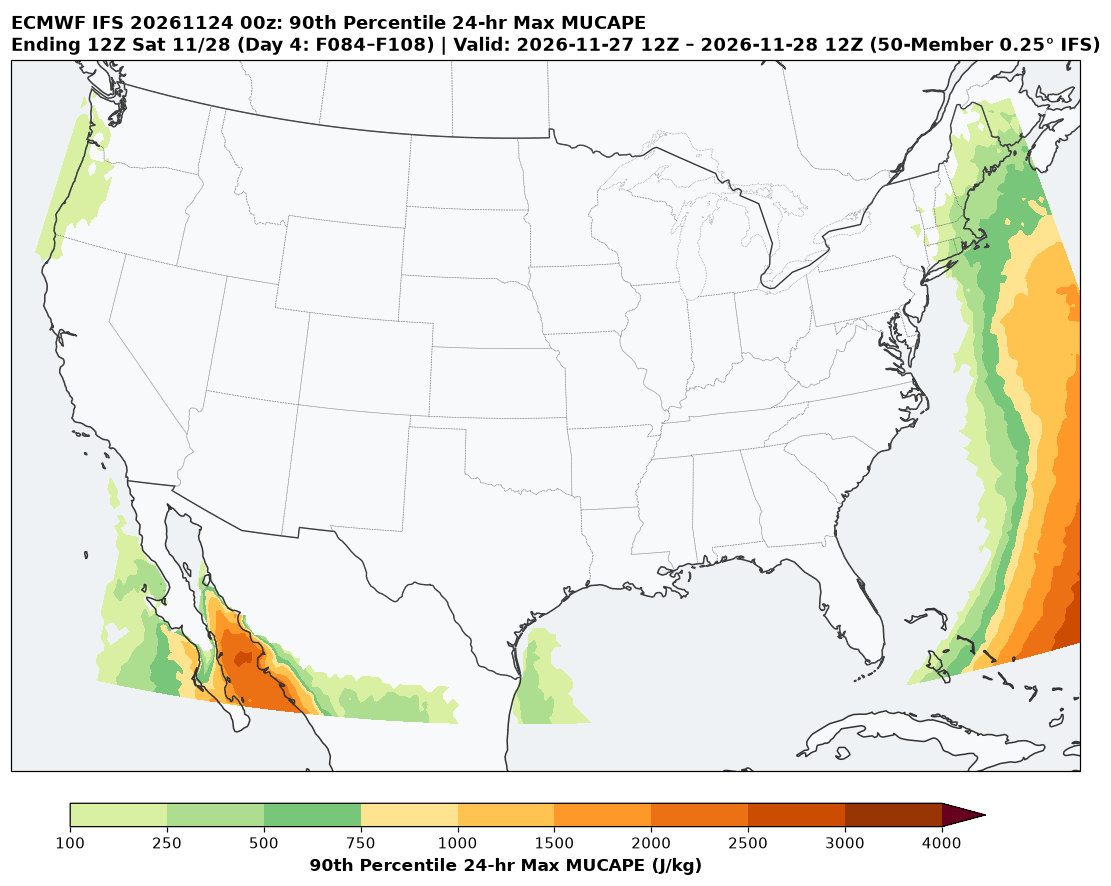 ECMWF IFS 20261124 00z: 90th Percentile 24-hr Max MUCAPE
Ending 12Z Sat 11/28 (Day 4: F084–F108) | Valid: 2026-11-27 12Z – 2026-11-28 12Z (50-Member 0.25° IFS)
100 250 500 750 1000 1500 2000 2500 3000 4000
90th Percentile 24-hr Max MUCAPE (J/kg)